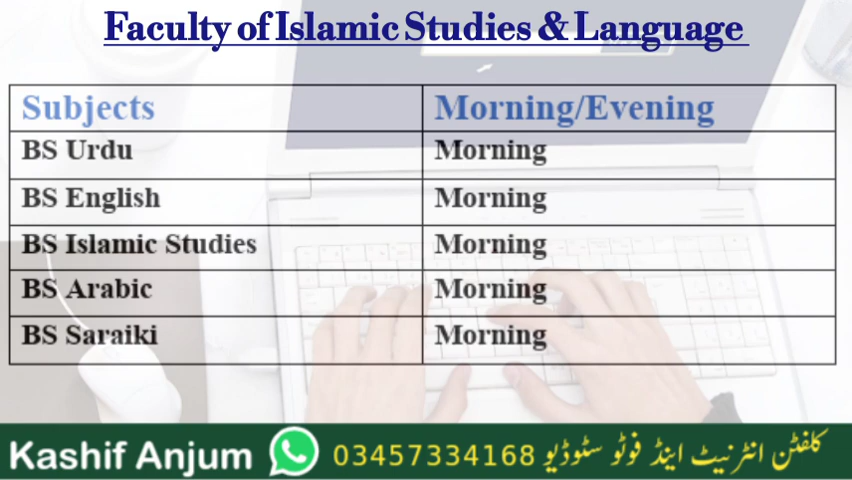 Faculty of Islamic Studies & Language
Subjects Morning/Evening
BS Urdu Morning
BS English Morning
BS Islamic Studies Morning
BS Arabic Morning
BS Saraiki Morning
Kashif Anjum 03457334168 کلفٹن انٹرنیٹ اینڈ فوٹو سٹوڈیو